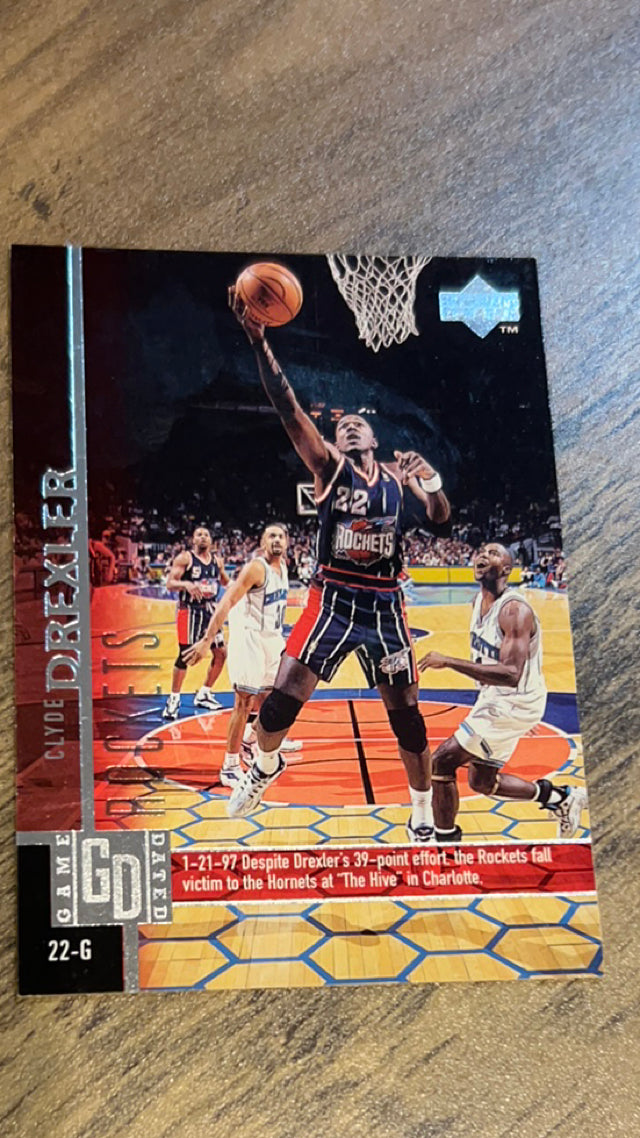 TM
22
ROCKETS
CLYDE DREXLER
ROCKETS
GAME GD DATED
1-21-97 Despite Drexler's 39-point effort, the Rockets fall
victim to the Hornets at "The Hive" in Charlotte.
22-G